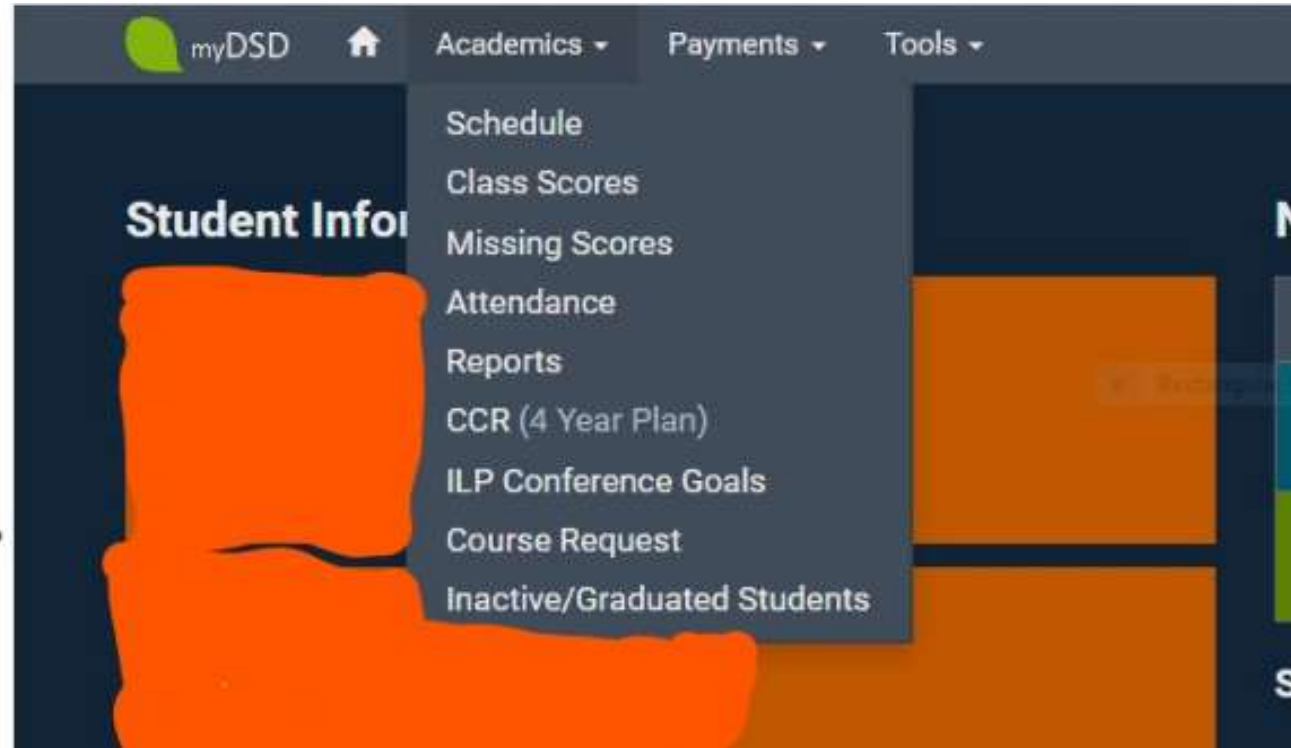 myDSD Academics Payments Tools
Schedule
Class Scores
Student Infor
Missing Scores
Attendance
Reports
CCR (4 Year Plan)
ILP Conference Goals
Course Request
Inactive/Graduated Students